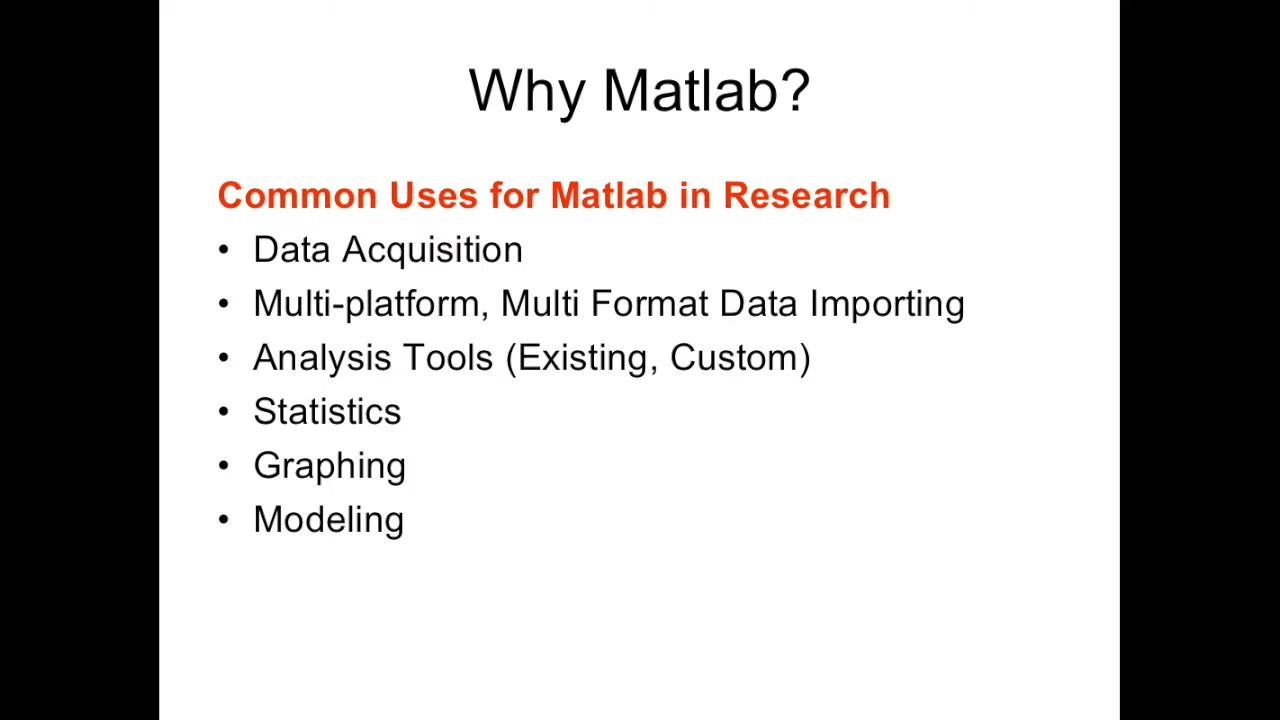 Why Matlab?
Common Uses for Matlab in Research
• Data Acquisition
• Multi-platform, Multi Format Data Importing
• Analysis Tools (Existing, Custom)
• Statistics
• Graphing
• Modeling